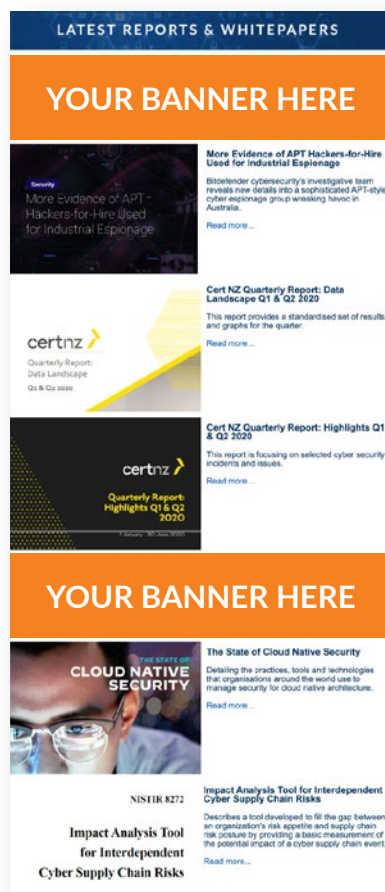 LATEST REPORTS & WHITEPAPERS
YOUR BANNER HERE
Security
More Evidence of APT
Hackers-for-Hire Used
for Industrial Espionage
More Evidence of APT Hackers-for-Hire
Used for Industrial Espionage
Bitdefender cybersecurity's investigative team
reveals new details into a sophisticated APT-style
cyber espionage group wreaking havoc in
Australia.
Read more...
certnz
Quarterly Report:
Data Landscape
Q1 & Q2 2020
Cert NZ Quarterly Report: Data
Landscape Q1 & Q2 2020
This report provides a standardised set of results
and graphs for the quarter.
Read more...
certnz
Quarterly Report:
Highlights Q1 & Q2
2020
1 January - 30 June, 2020
Cert NZ Quarterly Report: Highlights Q1
& Q2 2020
This report is focusing on selected cyber security
incidents and issues.
Read more...
YOUR BANNER HERE
THE STATE OF
CLOUD NATIVE
SECURITY
The State of Cloud Native Security
Detailing the practices, tools and technologies
that organisations around the world use to
manage security for cloud native architecture.
Read more...
NISTIR 8272
Impact Analysis Tool
for Interdependent
Cyber Supply Chain Risks
Impact Analysis Tool for Interdependent
Cyber Supply Chain Risks
Describes a tool developed to fill the gap between
an organization's risk appetite and supply chain
risk posture by providing a basic measurement of
the potential impact of a cyber supply chain event.
Read more...